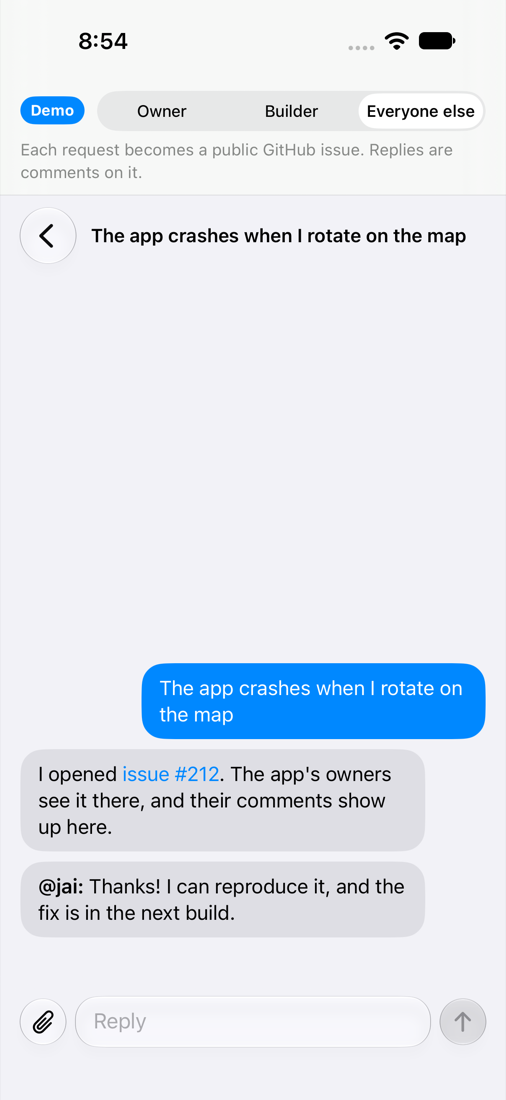 8:54
Demo
Owner
Builder
Everyone else
Each request becomes a public GitHub issue. Replies are
comments on it.
The app crashes when I rotate on the map
The app crashes when I rotate on
the map
I opened issue #212. The app's owners
see it there, and their comments show
up here.
@jai: Thanks! I can reproduce it, and the
fix is in the next build.
Reply